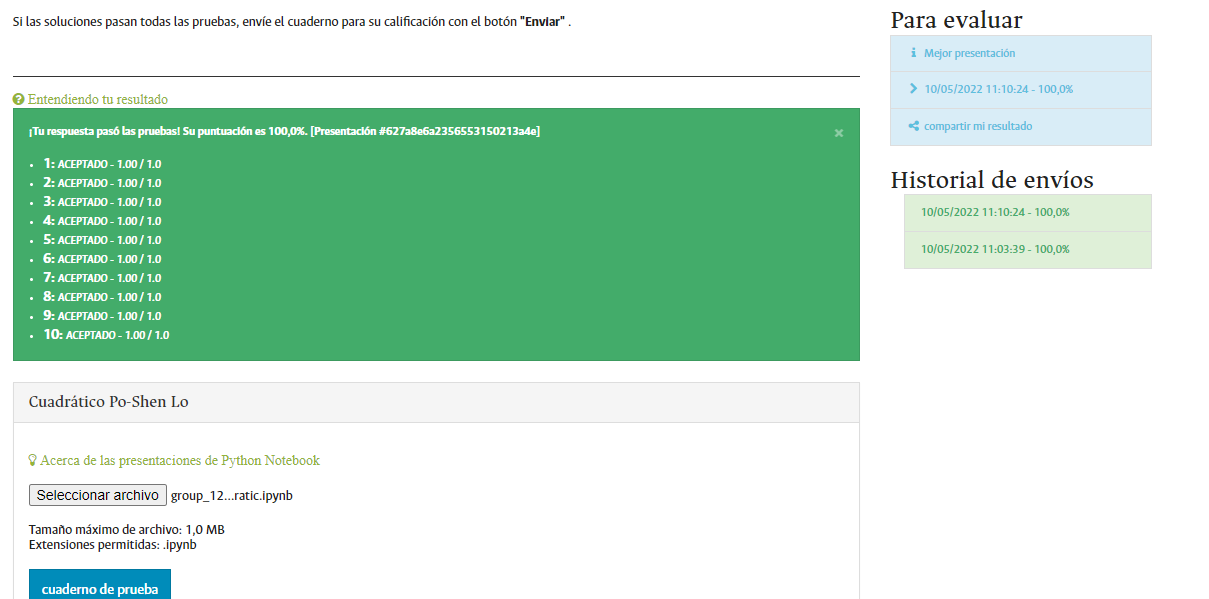 Si las soluciones pasan todas las pruebas, envíe el cuaderno para su calificación con el botón "Enviar" .
Entendiendo tu resultado
¡Tu respuesta pasó las pruebas! Su puntuación es 100,0%. [Presentación #627a8e6a2356553150213a4e]
×
1: ACEPTADO - 1.00 / 1.0
2: ACEPTADO - 1.00 / 1.0
3: ACEPTADO - 1.00 / 1.0
4: ACEPTADO - 1.00 / 1.0
5: ACEPTADO - 1.00 / 1.0
6: ACEPTADO - 1.00 / 1.0
7: ACEPTADO - 1.00 / 1.0
8: ACEPTADO - 1.00 / 1.0
9: ACEPTADO - 1.00 / 1.0
10: ACEPTADO - 1.00 / 1.0
Cuadrático Po-Shen Lo
Acerca de las presentaciones de Python Notebook
Seleccionar archivo group_12...ratic.ipynb
Tamaño máximo de archivo: 1,0 MB
Extensiones permitidas: .ipynb
cuaderno de prueba
Para evaluar
Mejor presentación
10/05/2022 11:10:24 - 100,0%
compartir mi resultado
Historial de envíos
10/05/2022 11:10:24 - 100,0%
10/05/2022 11:03:39 - 100,0%